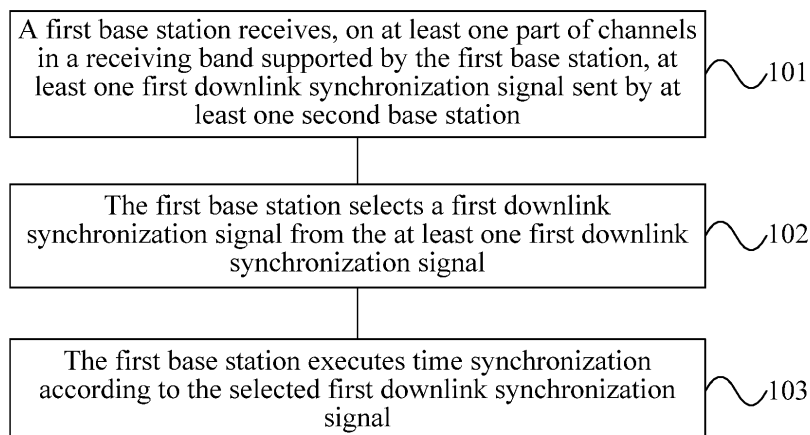 A first base station receives, on at least one part of channels
in a receiving band supported by the first base station, at
least one first downlink synchronization signal sent by at
least one second base station
101
The first base station selects a first downlink
synchronization signal from the at least one first downlink
synchronization signal
102
The first base station executes time synchronization
according to the selected first downlink synchronization
signal
103